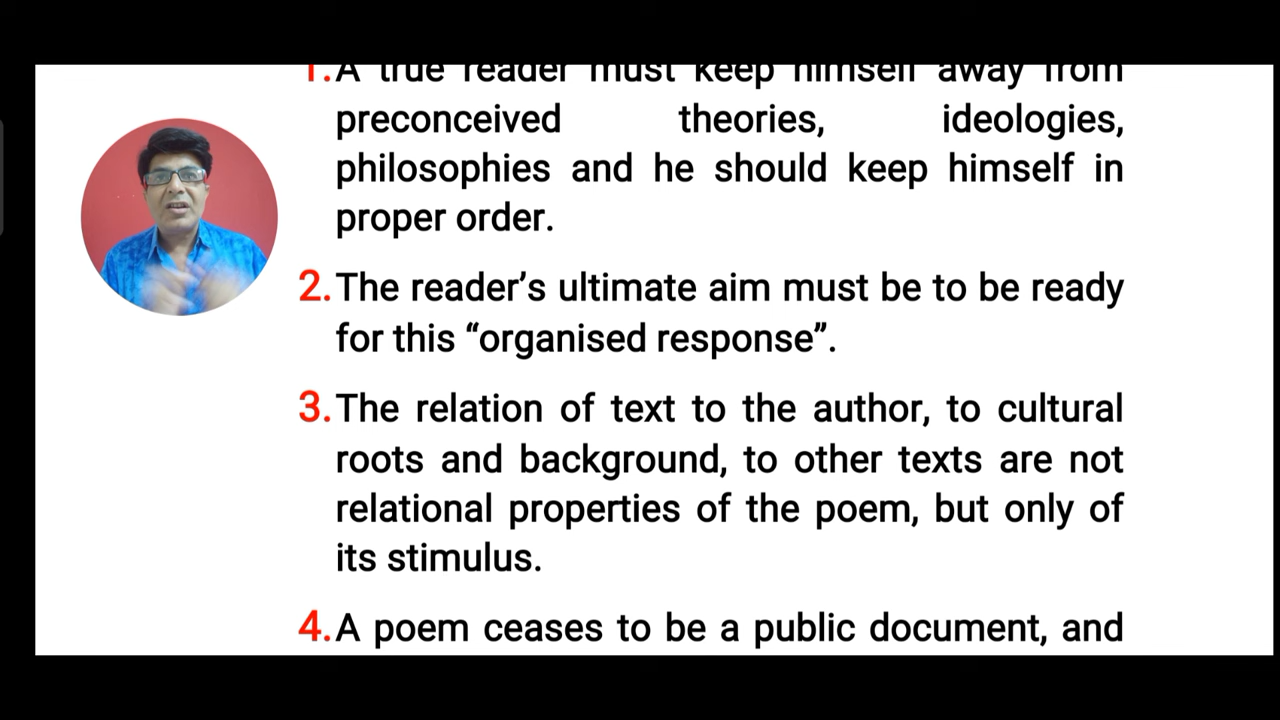 1. A true reader must keep himself away from
preconceived theories, ideologies,
philosophies and he should keep himself in
proper order.
2. The reader’s ultimate aim must be to be ready
for this “organised response”.
3. The relation of text to the author, to cultural
roots and background, to other texts are not
relational properties of the poem, but only of
its stimulus.
4. A poem ceases to be a public document, and